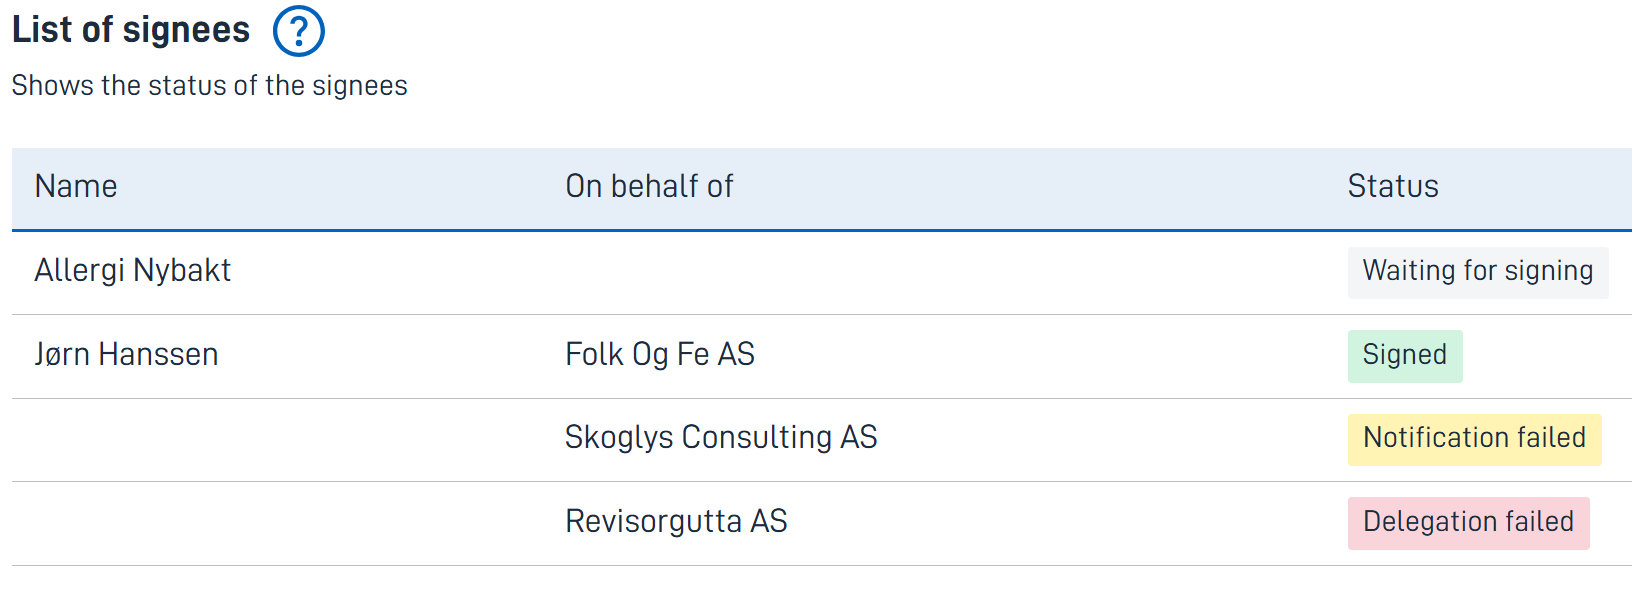 List of signees ?
Shows the status of the signees
Name On behalf of Status
Allergi Nybakt Waiting for signing
Jørn Hanssen Folk Og Fe AS Signed
Skoglys Consulting AS Notification failed
Revisorgutta AS Delegation failed